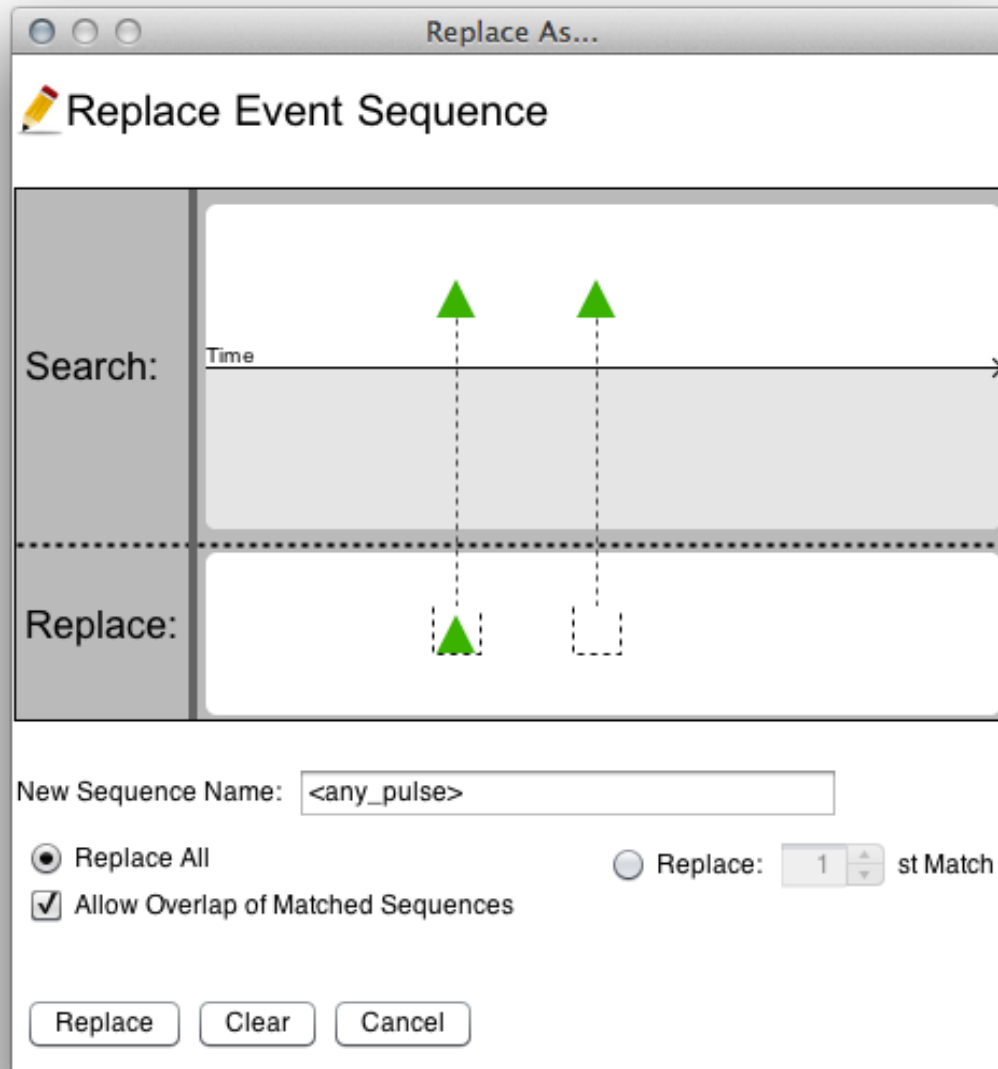 Replace As...
Replace Event Sequence
Time
Search:
Replace:
New Sequence Name: <any_pulse>
Replace All Replace: 1 st Match
Allow Overlap of Matched Sequences
Replace Clear Cancel